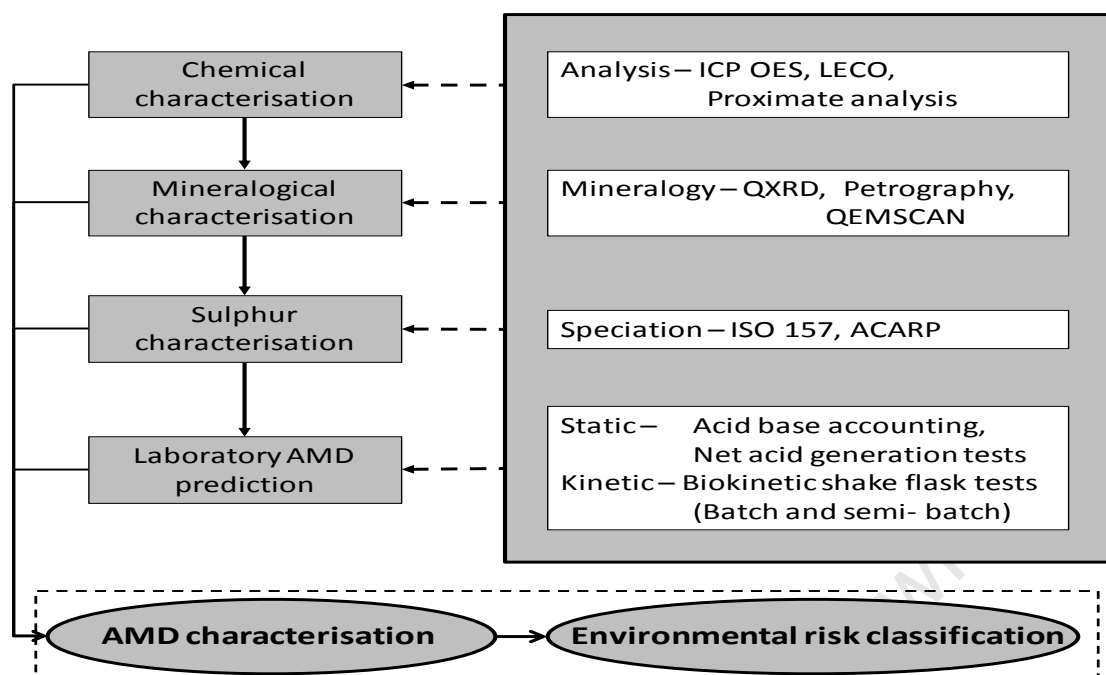 Chemical
characterisation
Analysis – ICP OES, LECO,
Proximate analysis
Mineralogical
characterisation
Mineralogy – QXRD, Petrography,
QEMSCAN
Sulphur
characterisation
Speciation – ISO 157, ACARP
Laboratory AMD
prediction
Static – Acid base accounting,
Net acid generation tests
Kinetic – Biokinetic shake flask tests
(Batch and semi- batch)
AMD characterisation
Environmental risk classification